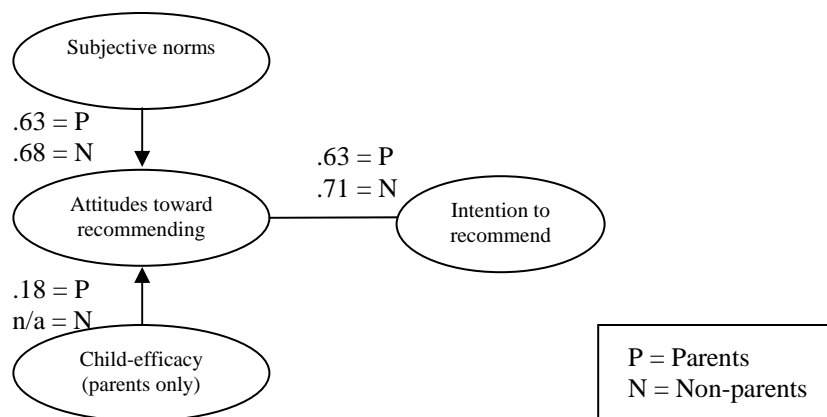 Subjective norms
.63 = P
.68 = N
.63 = P
.71 = N
Attitudes toward
recommending
Intention to
recommend
.18 = P
n/a = N
Child-efficacy
(parents only)
P = Parents
N = Non-parents